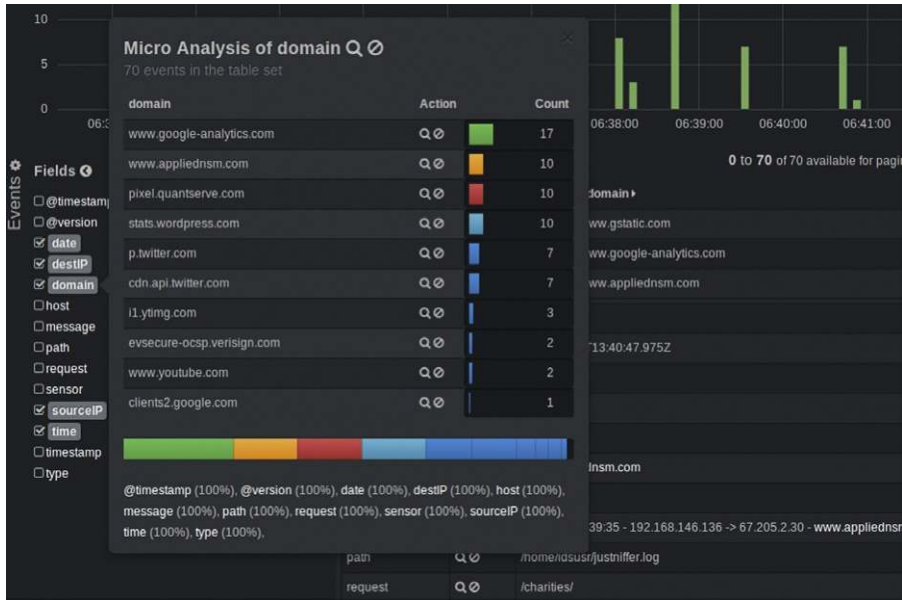 10
5
0
06:3
06:38:00
06:39:00
06:40:00
06:41:00
Micro Analysis of domain
70 events in the table set
domain Action Count
www.google-analytics.com 17
www.appliednsm.com 10
pixel.quantserve.com 10
stats.wordpress.com 10
p.twitter.com 7
cdn.api.twitter.com 7
i1.ytimg.com 3
evsecure-ocsp.verisign.com 2
www.youtube.com 2
clients2.google.com 1
@timestamp (100%), @version (100%), date (100%), destIP (100%), host (100%),
message (100%), path (100%), request (100%), sensor (100%), sourceIP (100%),
time (100%), type (100%),
Events
Fields
@timestam
@version
date
destIP
domain
host
message
path
request
sensor
sourceIP
time
timestamp
type
0 to 70 of 70 available for pagi
domain
ww.gstatic.com
ww.google-analytics.com
ww.appliednsm.com
T13:40:47.975Z
lnsm.com
39:35 - 192.168.146.136 -> 67.205.2.30 - www.appliednsr
path /home/idsusr/justniffer.log
request /charities/